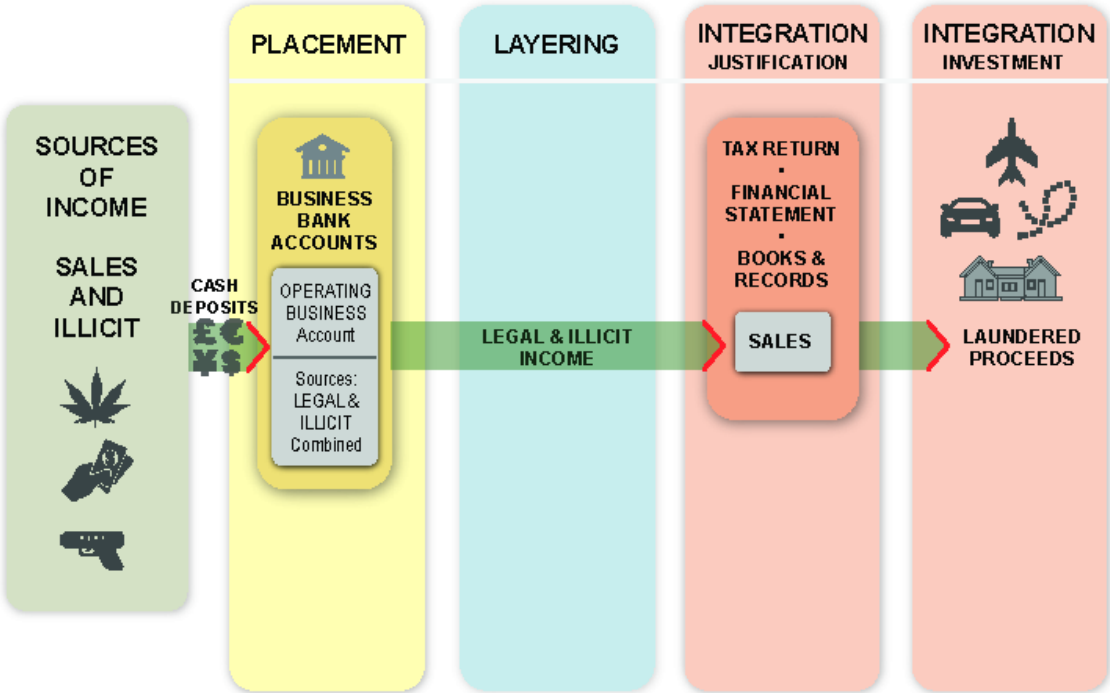 PLACEMENT
LAYERING
INTEGRATION
JUSTIFICATION
INTEGRATION
INVESTMENT
SOURCES
OF
INCOME
SALES
AND
ILLICIT
CASH
DEPOSITS
£ €
¥ $
BUSINESS
BANK
ACCOUNTS
OPERATING
BUSINESS
Account
Sources:
LEGAL &
ILLICIT
Combined
LEGAL & ILLICIT
INCOME
TAX RETURN
•
FINANCIAL
STATEMENT
•
BOOKS &
RECORDS
SALES
LAUNDERED
PROCEEDS